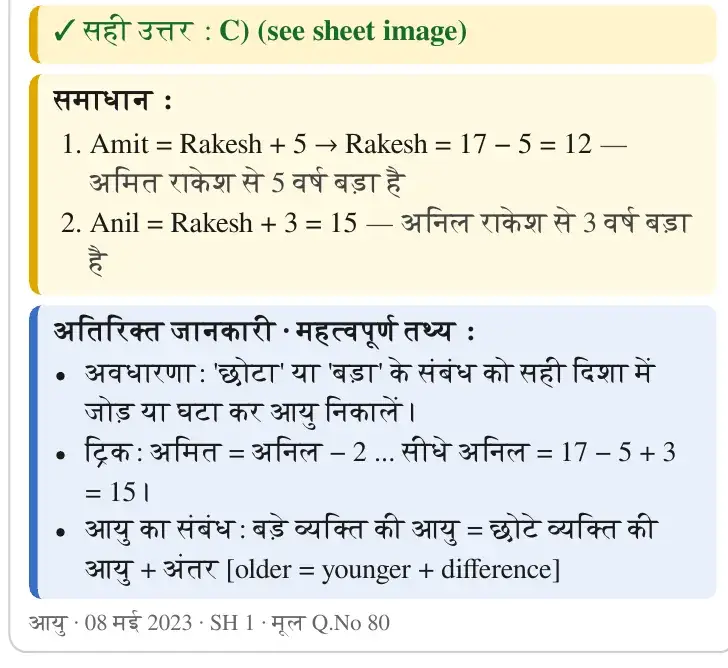 ✓ सही उत्तर : C) (see sheet image)
समाधान :
1. Amit = Rakesh + 5 → Rakesh = 17 − 5 = 12 —
अमित राकेश से 5 वर्ष बड़ा है
2. Anil = Rakesh + 3 = 15 — अनिल राकेश से 3 वर्ष बड़ा
है
अतिरिक्त जानकारी · महत्वपूर्ण तथ्य :
• अवधारणा : 'छोटा' या 'बड़ा' के संबंध को सही दिशा में
जोड़ या घटा कर आयु निकालें।
• ट्रिक : अमित = अनिल − 2 ... सीधे अनिल = 17 − 5 + 3
= 15।
• आयु का संबंध : बड़े व्यक्ति की आयु = छोटे व्यक्ति की
आयु + अंतर [older = younger + difference]
आयु · 08 मई 2023 · SH 1 · मूल Q.No 80